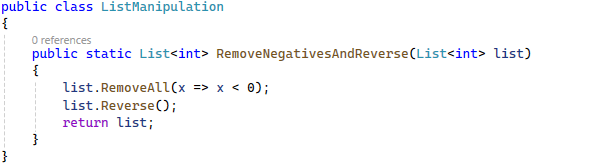 public class ListManipulation
{
0 references
public static List<int> RemoveNegativesAndReverse(List<int> list)
{
list.RemoveAll(x => x < 0);
list.Reverse();
return list;
}
}